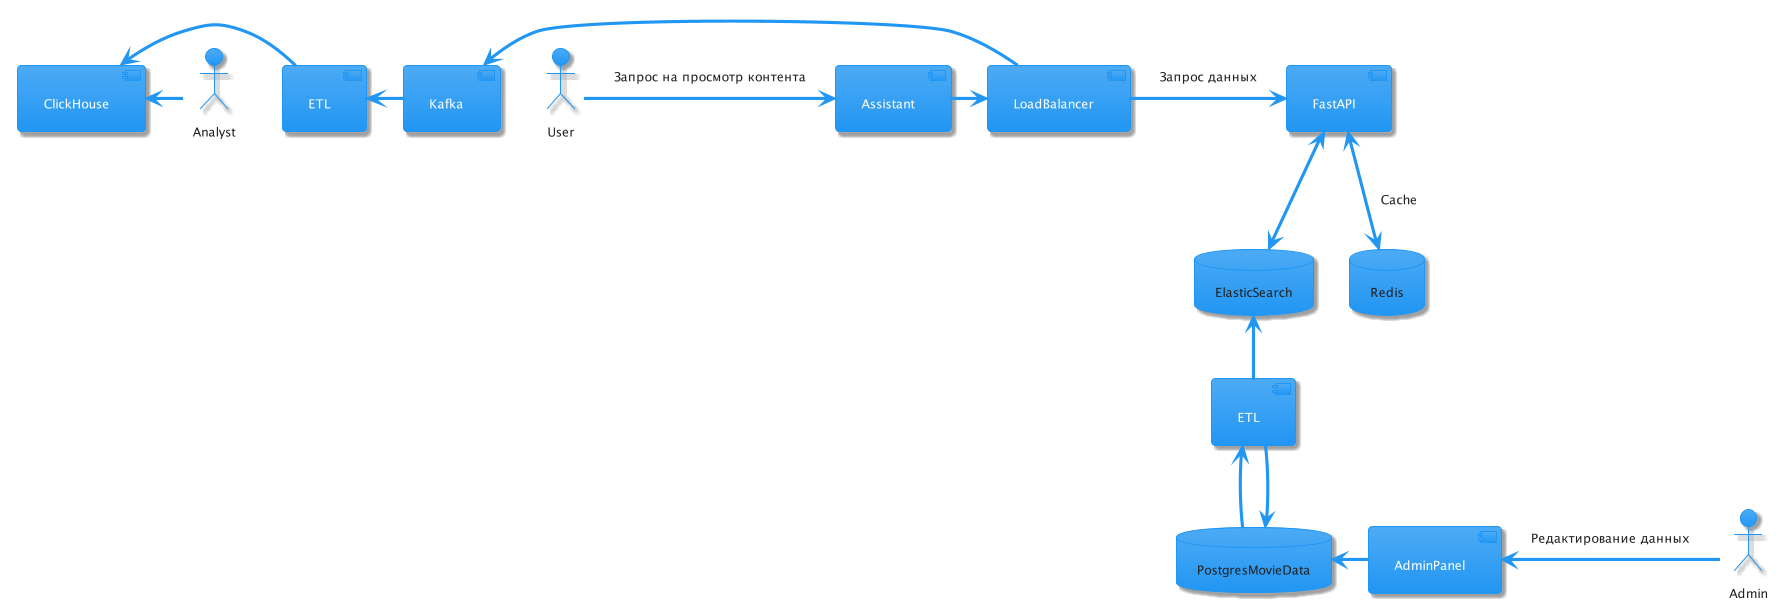 Запрос на просмотр контента
Запрос данных
ClickHouse
ETL
Kafka
Assistant
LoadBalancer
FastAPI
Analyst
User
Cache
ElasticSearch
Redis
ETL
Редактирование данных
PostgresMovieData
AdminPanel
Admin